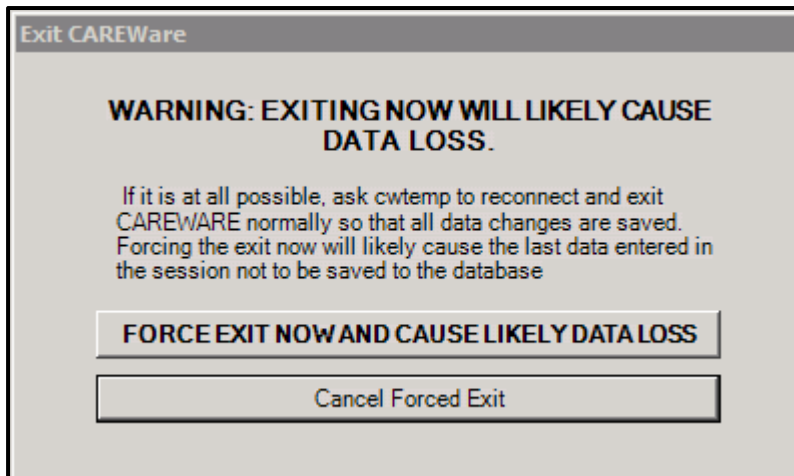 Exit CAREWare
WARNING: EXITING NOW WILL LIKELY CAUSE
DATA LOSS.
If it is at all possible, ask cwtemp to reconnect and exit
CAREWARE normally so that all data changes are saved.
Forcing the exit now will likely cause the last data entered in
the session not to be saved to the database
FORCE EXIT NOW AND CAUSE LIKELY DATA LOSS
Cancel Forced Exit